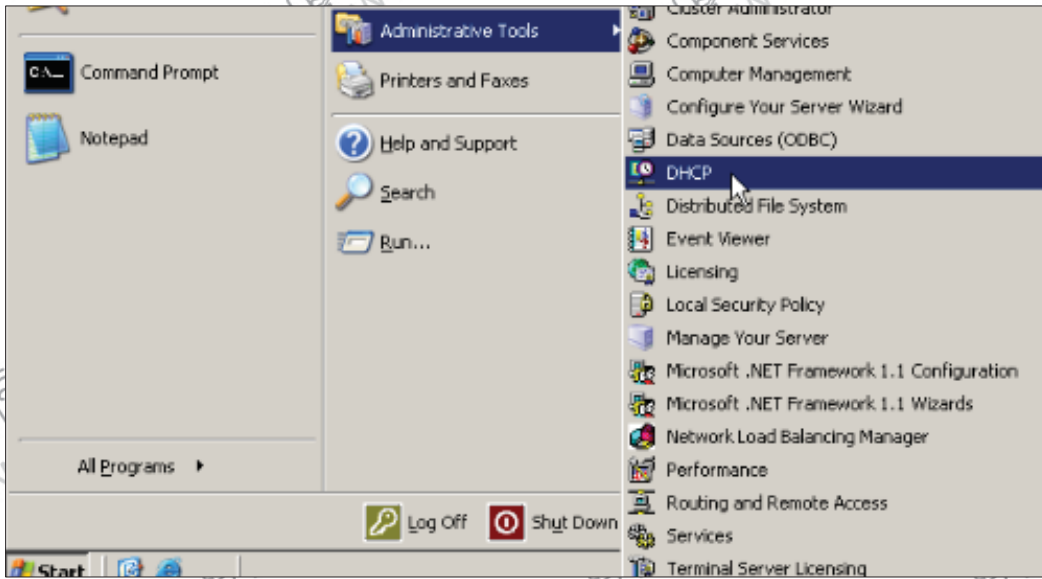 Command Prompt
Notepad
All Programs
Administrative Tools
Printers and Faxes
Help and Support
Search
Run...
Log Off
Shut Down
Start
Cluster Administrator
Component Services
Computer Management
Configure Your Server Wizard
Data Sources (ODBC)
DHCP
Distributed File System
Event Viewer
Licensing
Local Security Policy
Manage Your Server
Microsoft .NET Framework 1.1 Configuration
Microsoft .NET Framework 1.1 Wizards
Network Load Balancing Manager
Performance
Routing and Remote Access
Services
Terminal Server Licensing